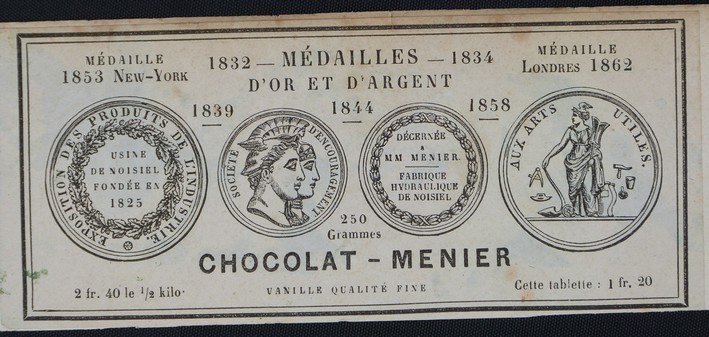 MÉDAILLE
1853 NEW-YORK
1832 — MÉDAILLES — 1834
D'OR ET D'ARGENT
MÉDAILLE
LONDRES 1862
1839
1844
1858
EXPOSITION DES PRODUITS DE L'INDUSTRIE.
USINE
DE NOISIEL
FONDÉE EN
1825
SOCIÉTÉ D'ENCOURAGEMENT
DÉCERNÉE
A
MM MENIER.
FABRIQUE
HYDRAULIQUE
DE NOISIEL
AUX ARTS UTILES.
250
Grammes
CHOCOLAT - MENIER
2 fr. 40 le 1/2 kilo·
VANILLE QUALITÉ FINE
Cette tablette : 1 fr. 20